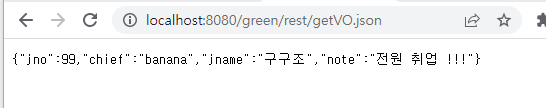 localhost:8080/green/rest/getVO.json
{"jno":99,"chief":"banana","jname":"구구조","note":"전원 취업 !!!"}